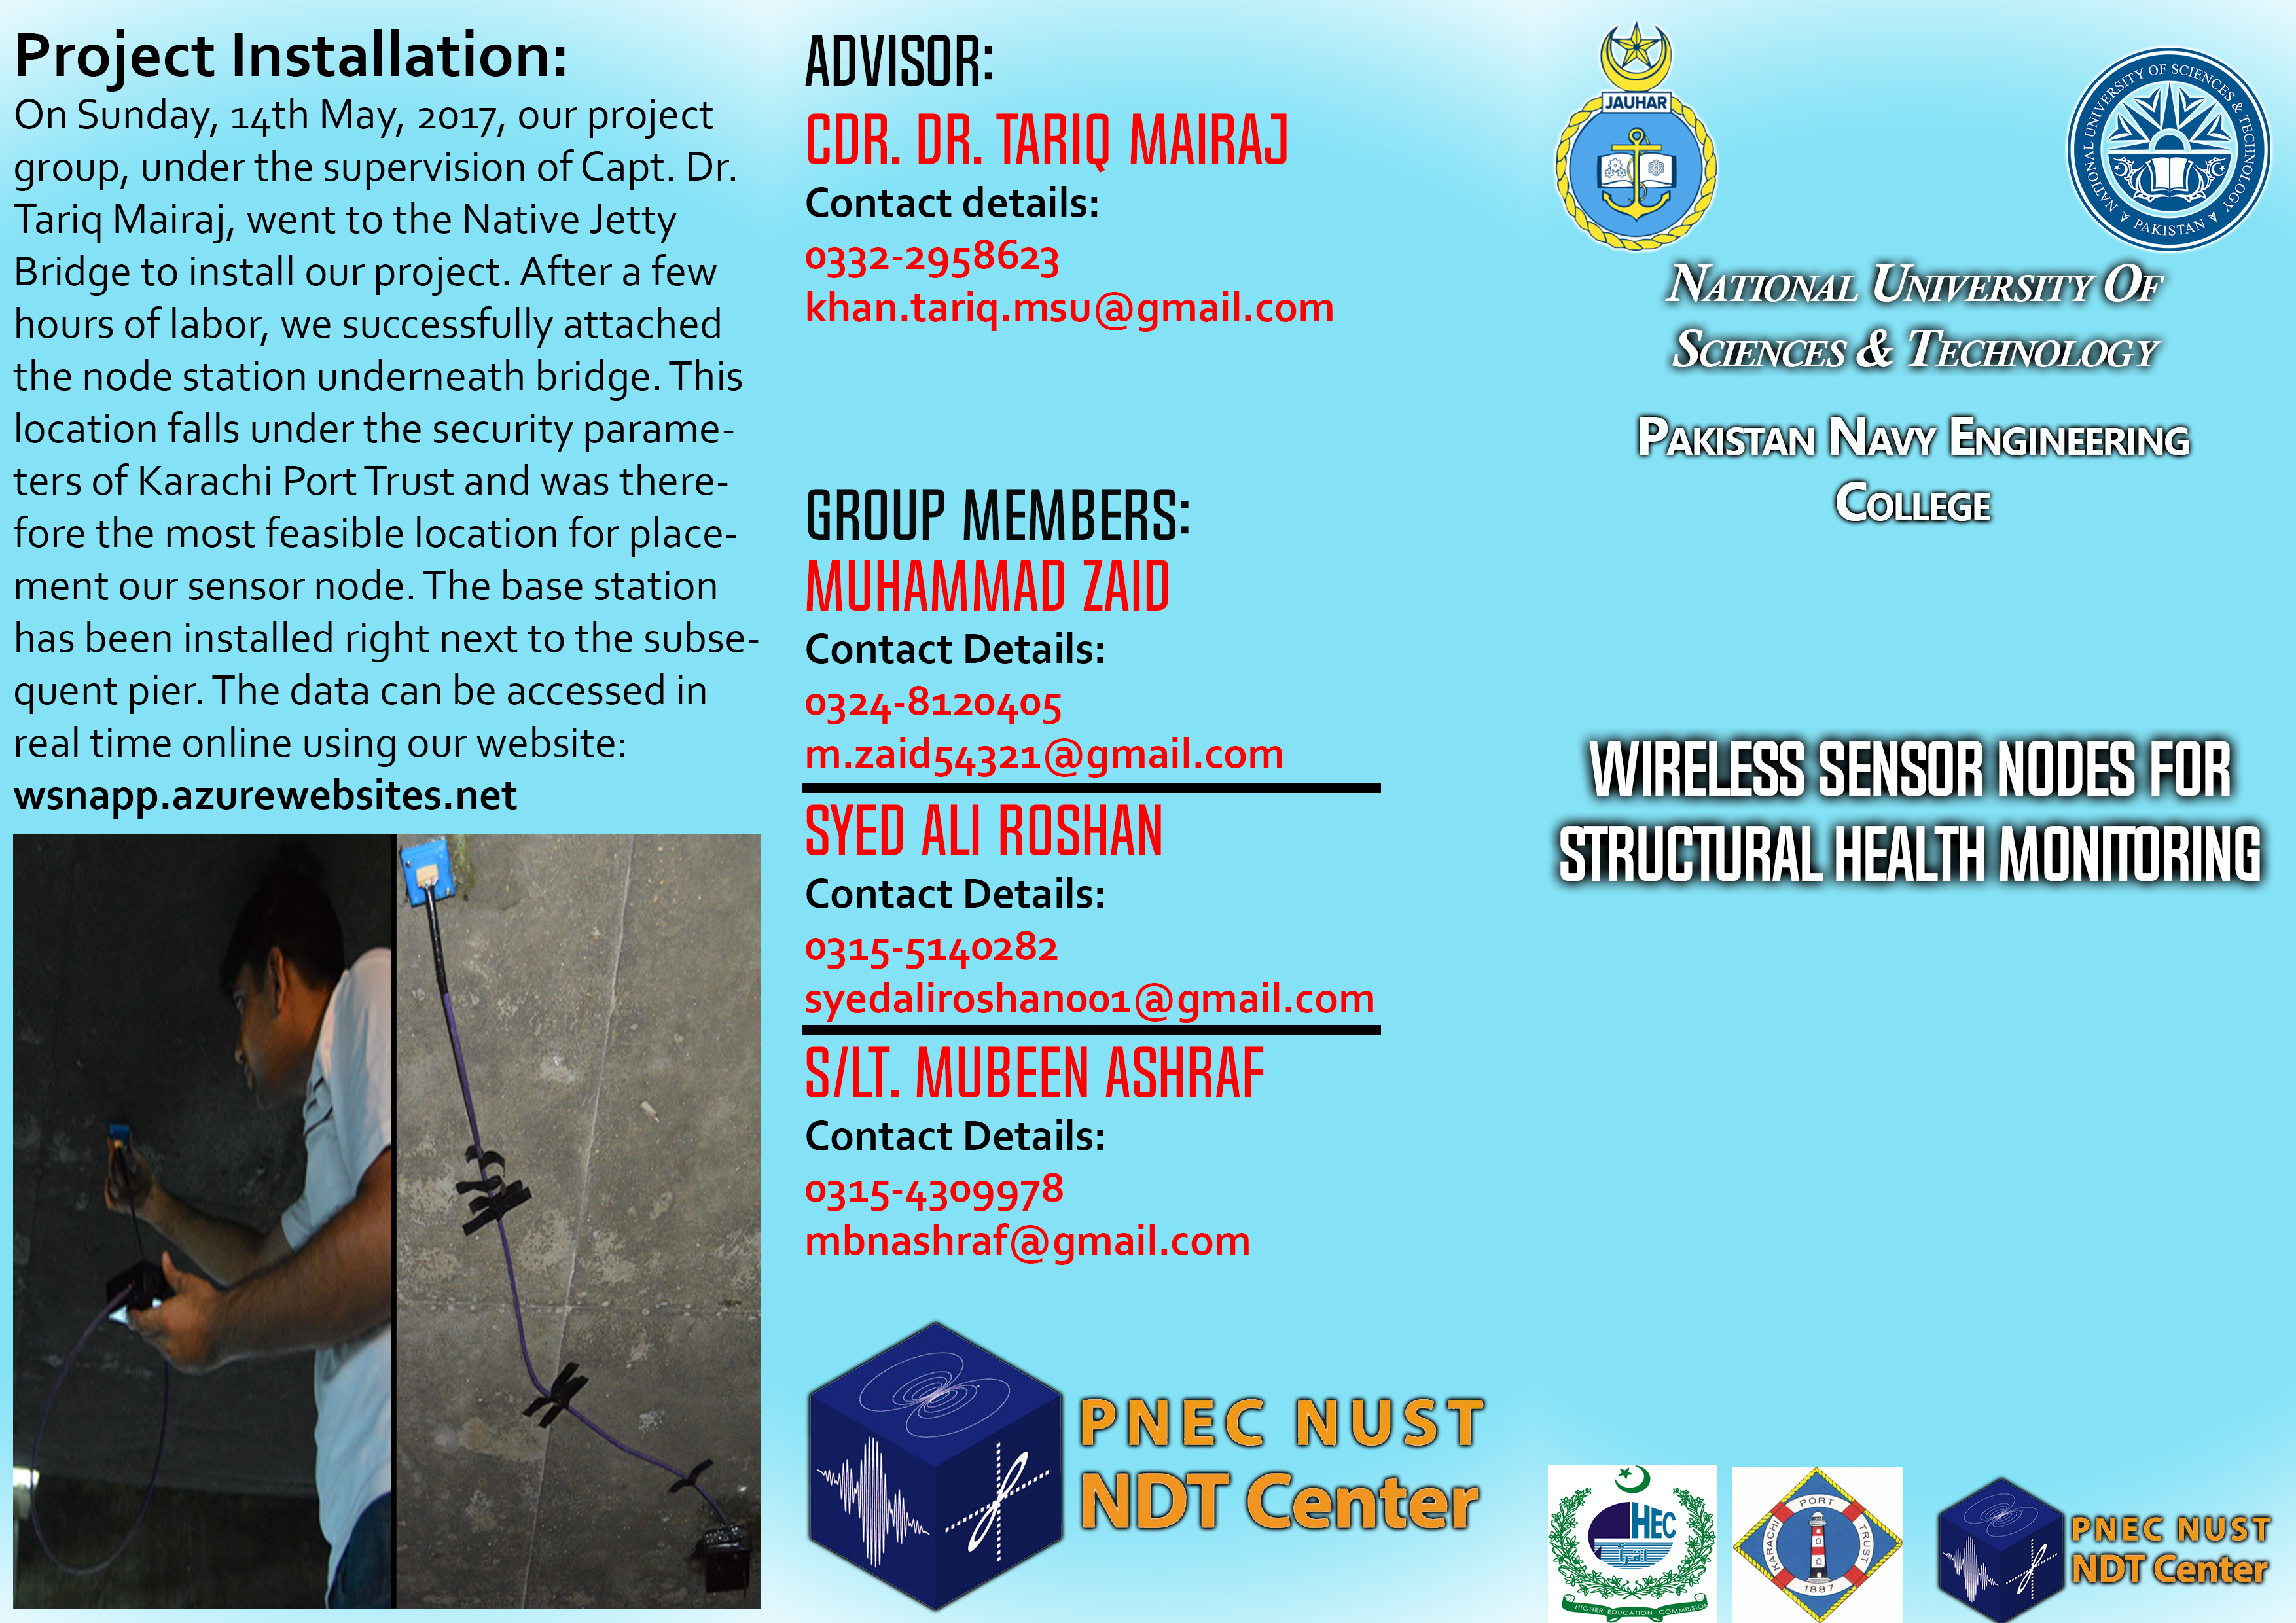 Project Installation:
On Sunday, 14th May, 2017, our project
group, under the supervision of Capt. Dr.
Tariq Mairaj, went to the Native Jetty
Bridge to install our project. After a few
hours of labor, we successfully attached
the node station underneath bridge. This
location falls under the security parame-
ters of Karachi Port Trust and was there-
fore the most feasible location for place-
ment our sensor node. The base station
has been installed right next to the subse-
quent pier. The data can be accessed in
real time online using our website:
wsnapp.azurewebsites.net
ADVISOR:
CDR. DR. TARIQ MAIRAJ
Contact details:
0332-2958623
khan.tariq.msu@gmail.com
GROUP MEMBERS:
MUHAMMAD ZAID
Contact Details:
0324-8120405
m.zaid54321@gmail.com
SYED ALI ROSHAN
Contact Details:
0315-5140282
syedaliroshan001@gmail.com
S/LT. MUBEEN ASHRAF
Contact Details:
0315-4309978
mbnashraf@gmail.com
PNEC NUST
NDT Center
JAUHAR
NATIONAL UNIVERSITY OF SCIENCES & TECHNOLOGY
PAKISTAN
NATIONAL UNIVERSITY OF
SCIENCES & TECHNOLOGY
PAKISTAN NAVY ENGINEERING
COLLEGE
WIRELESS SENSOR NODES FOR
STRUCTURAL HEALTH MONITORING
HEC
اقرأ
HIGHER EDUCATION COMMISSION
KARACHI PORT TRUST
1887
PNEC NUST
NDT Center